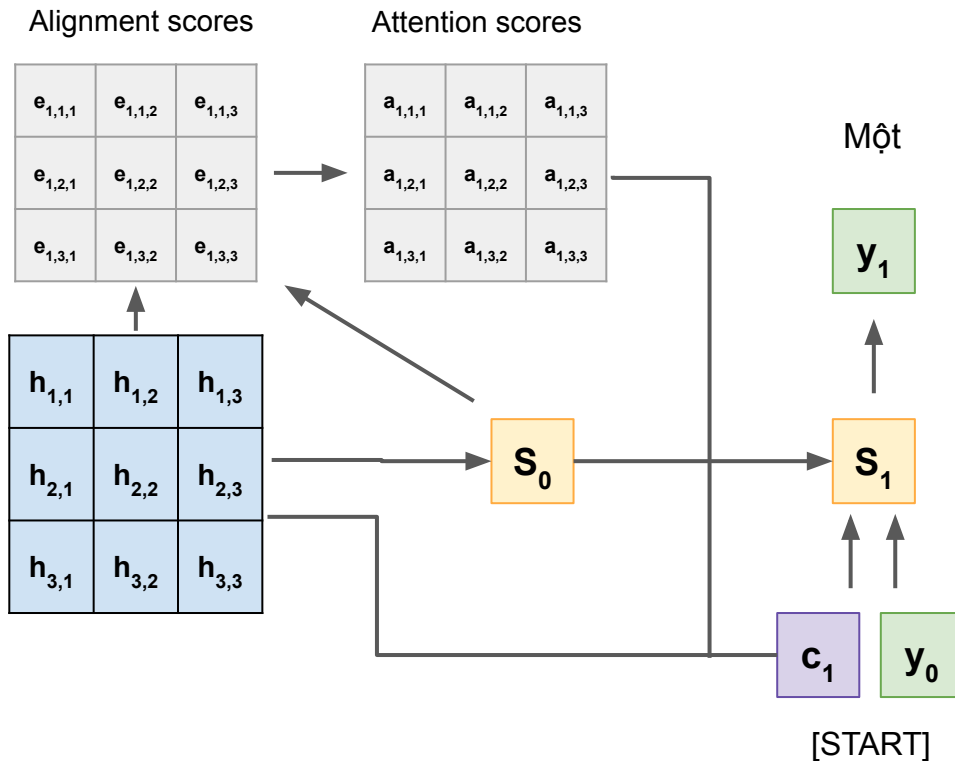 Alignment scores
Attention scores
e1,1,1 e1,1,2 e1,1,3
e1,2,1 e1,2,2 e1,2,3
e1,3,1 e1,3,2 e1,3,3
a1,1,1 a1,1,2 a1,1,3
a1,2,1 a1,2,2 a1,2,3
a1,3,1 a1,3,2 a1,3,3
Một
y1
h1,1 h1,2 h1,3
h2,1 h2,2 h2,3
h3,1 h3,2 h3,3
S0
S1
c1
y0
[START]